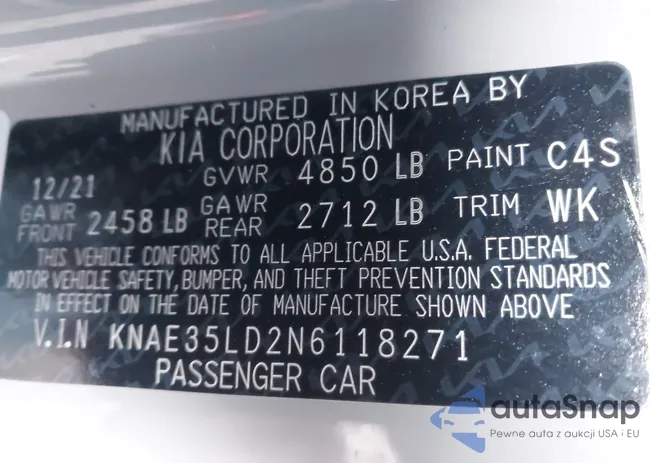 MANUFACTURED IN KOREA BY
KIA CORPORATION
12/21 GVWR 4850 LB PAINT C4S
GAWR FRONT 2458 LB GAWR REAR 2712 LB TRIM WK
THIS VEHICLE CONFORMS TO ALL APPLICABLE U.S.A. FEDERAL
MOTOR VEHICLE SAFETY, BUMPER, AND THEFT PREVENTION STANDARDS
IN EFFECT ON THE DATE OF MANUFACTURE SHOWN ABOVE
V.I.N KNAE35LD2N6118271
PASSENGER CAR
autoSnap
Pewne auta z aukcji USA i EU